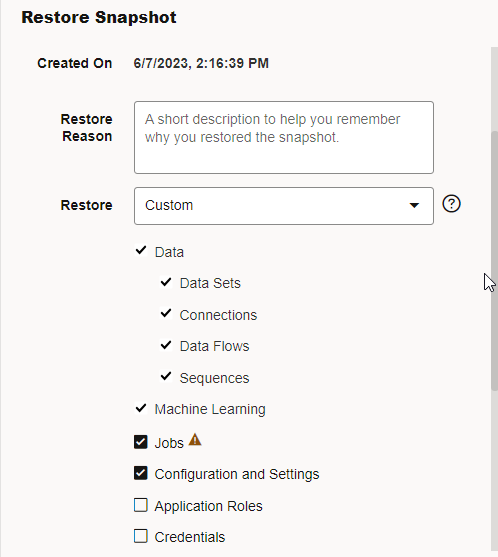 Restore Snapshot
Created On 6/7/2023, 2:16:39 PM
Restore Reason
A short description to help you remember
why you restored the snapshot.
Restore Custom
Data
Data Sets
Connections
Data Flows
Sequences
Machine Learning
Jobs
Configuration and Settings
Application Roles
Credentials